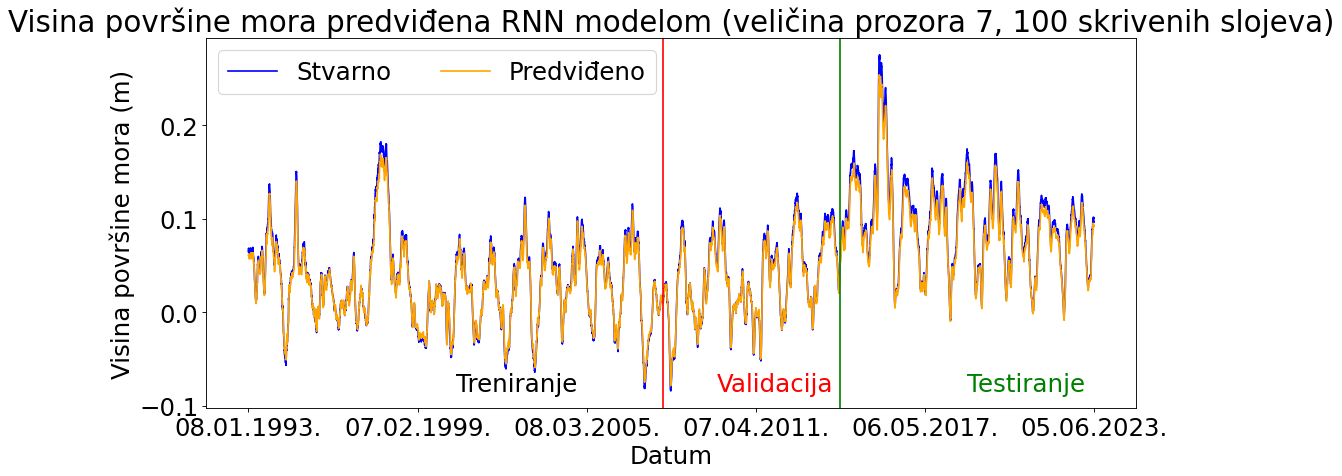 Visina površine mora predviđena RNN modelom (veličina prozora 7, 100 skrivenih slojeva)
Stvarno
Predviđeno
Visina površine mora (m)
0.2
0.1
0.0
−0.1
Treniranje
Validacija
Testiranje
08.01.1993.
07.02.1999.
08.03.2005.
07.04.2011.
06.05.2017.
05.06.2023.
Datum